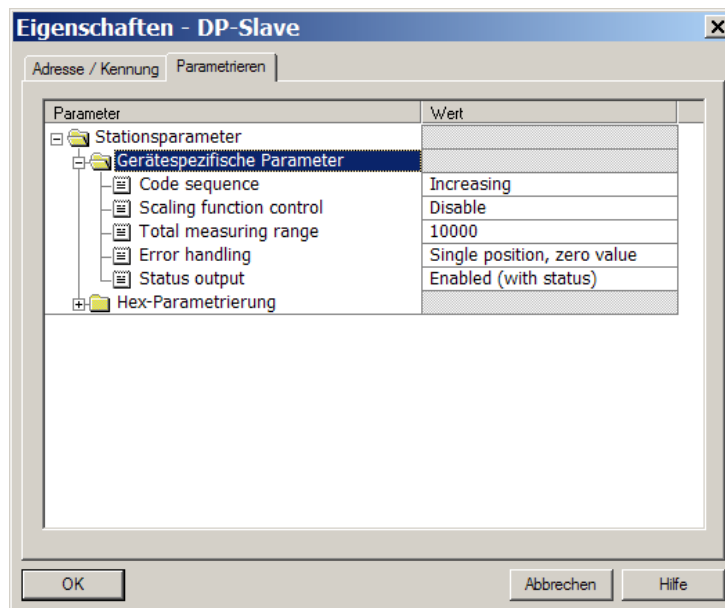 Eigenschaften - DP-Slave
Adresse / Kennung Parametrieren
Parameter Wert
Stationsparameter
Gerätespezifische Parameter
Code sequence Increasing
Scaling function control Disable
Total measuring range 10000
Error handling Single position, zero value
Status output Enabled (with status)
Hex-Parametrierung
OK Abbrechen Hilfe